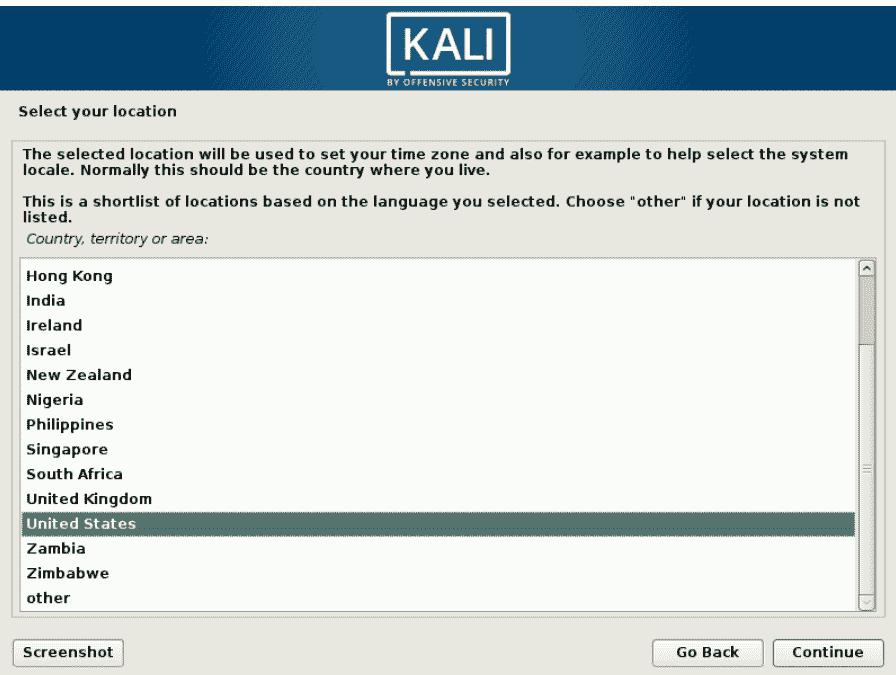 KALI
BY OFFENSIVE SECURITY
Select your location
The selected location will be used to set your time zone and also for example to help select the system
locale. Normally this should be the country where you live.
This is a shortlist of locations based on the language you selected. Choose "other" if your location is not
listed.
Country, territory or area:
Hong Kong
India
Ireland
Israel
New Zealand
Nigeria
Philippines
Singapore
South Africa
United Kingdom
United States
Zambia
Zimbabwe
other
Screenshot
Go Back
Continue